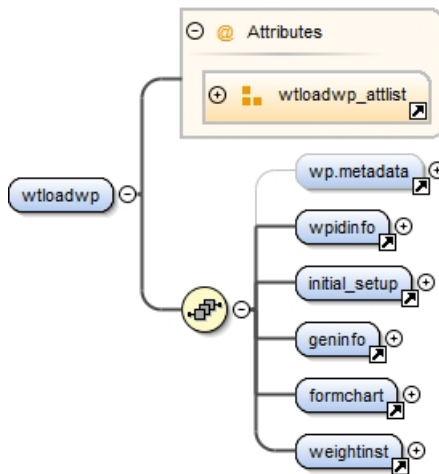 @ Attributes
wtloadwp_attlist
wtloadwp
wp.metadata
wpidinfo
initial_setup
geninfo
formchart
weightinst